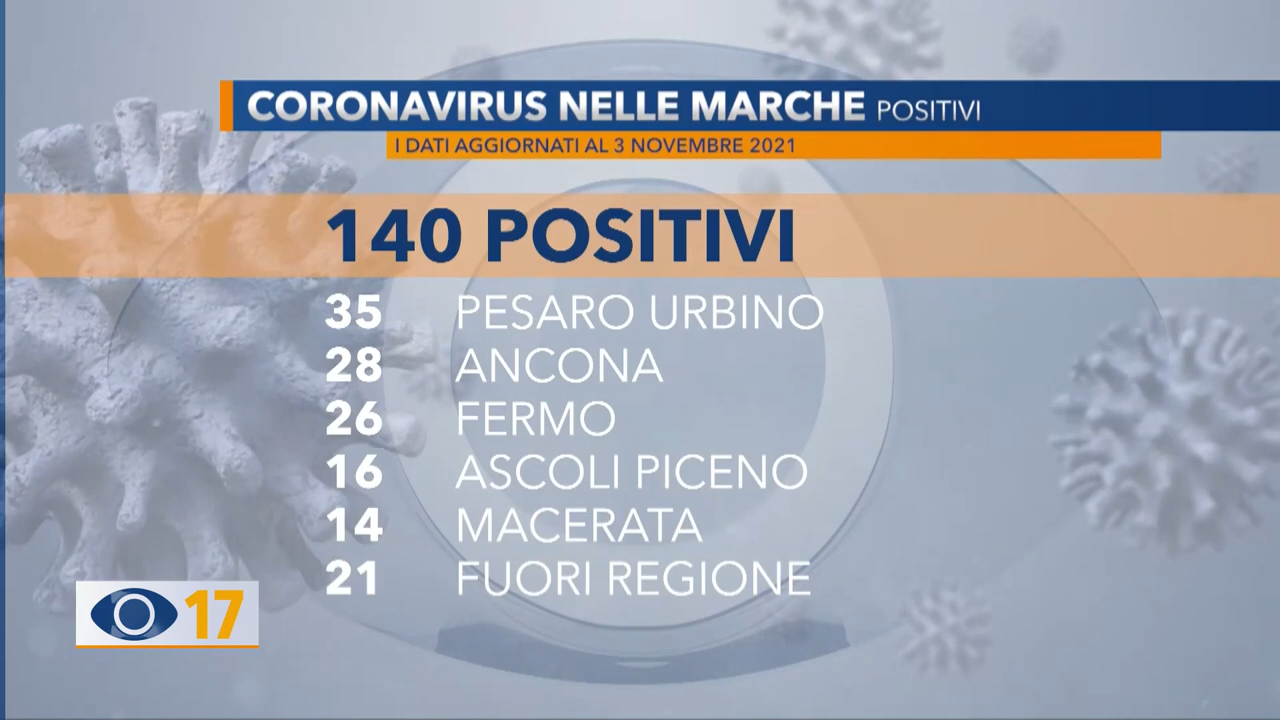 CORONAVIRUS NELLE MARCHE POSITIVI
I DATI AGGIORNATI AL 3 NOVEMBRE 2021
140 POSITIVI
35 PESARO URBINO
28 ANCONA
26 FERMO
16 ASCOLI PICENO
14 MACERATA
21 FUORI REGIONE
17